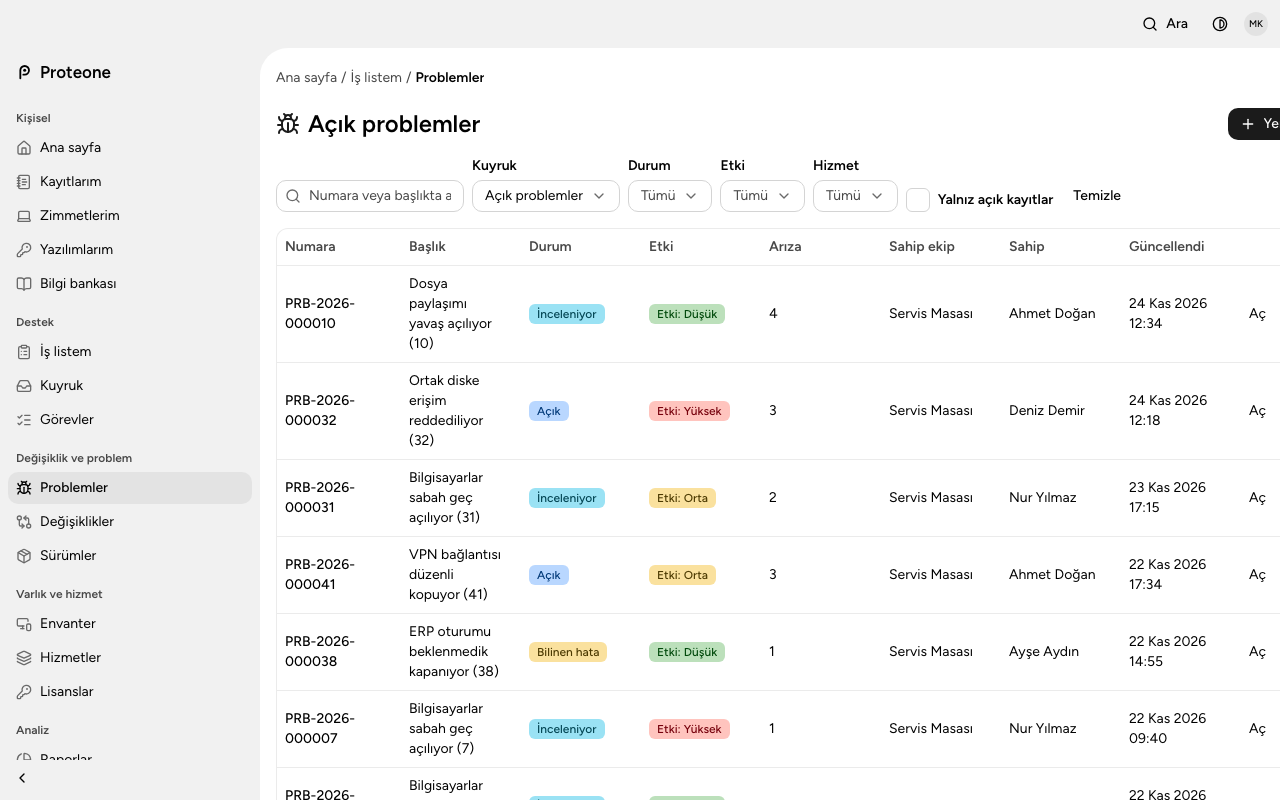 Ara
MK
Proteone
Kişisel
Ana sayfa
Kayıtlarım
Zimmetlerim
Yazılımlarım
Bilgi bankası
Destek
İş listem
Kuyruk
Görevler
Değişiklik ve problem
Problemler
Değişiklikler
Sürümler
Varlık ve hizmet
Envanter
Hizmetler
Lisanslar
Analiz
Raporlar
Ana sayfa / İş listem / Problemler
Açık problemler
Ye
Kuyruk Durum Etki Hizmet
Numara veya başlıkta a Açık problemler Tümü Tümü Tümü Yalnız açık kayıtlar Temizle
Numara Başlık Durum Etki Arıza Sahip ekip Sahip Güncellendi
PRB-2026-
000010
Dosya
paylaşımı
yavaş açılıyor
(10)
İnceleniyor
Etki: Düşük
4
Servis Masası
Ahmet Doğan
24 Kas 2026
12:34
Aç
PRB-2026-
000032
Ortak diske
erişim
reddediliyor
(32)
Açık
Etki: Yüksek
3
Servis Masası
Deniz Demir
24 Kas 2026
12:18
Aç
PRB-2026-
000031
Bilgisayarlar
sabah geç
açılıyor (31)
İnceleniyor
Etki: Orta
2
Servis Masası
Nur Yılmaz
23 Kas 2026
17:15
Aç
PRB-2026-
000041
VPN bağlantısı
düzenli
kopuyor (41)
Açık
Etki: Orta
3
Servis Masası
Ahmet Doğan
22 Kas 2026
17:34
Aç
PRB-2026-
000038
ERP oturumu
beklenmedik
kapanıyor (38)
Bilinen hata
Etki: Düşük
1
Servis Masası
Ayşe Aydın
22 Kas 2026
14:55
Aç
PRB-2026-
000007
Bilgisayarlar
sabah geç
açılıyor (7)
İnceleniyor
Etki: Yüksek
1
Servis Masası
Nur Yılmaz
22 Kas 2026
09:40
Aç
PRB-2026-
Bilgisayarlar
22 Kas 2026